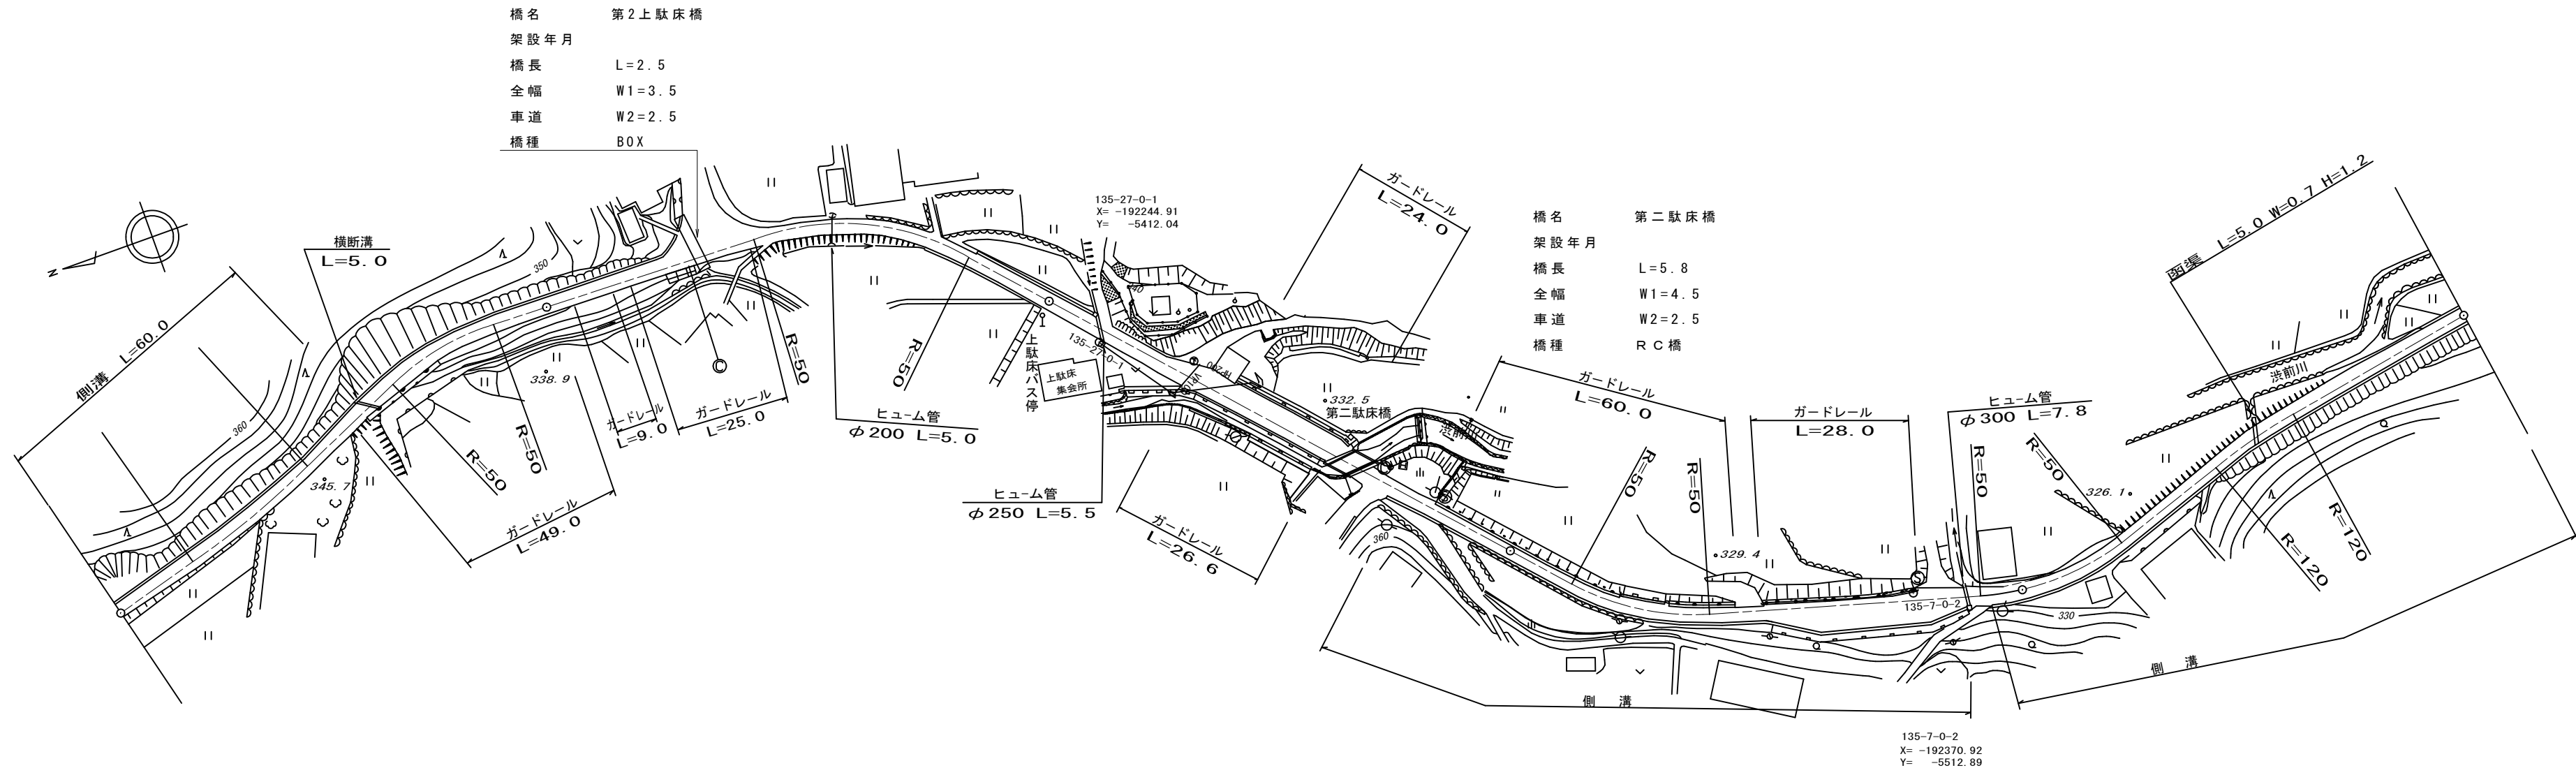 橋名 第2上駄床橋
架設年月
橋長 L=2.5
全幅 W1=3.5
車道 W2=2.5
橋種 BOX
N
側溝
L=60.0
横断溝
L=5.0
350
360
345.7
338.9
R=50
R=50
ガードレール
L=49.0
ガードレール
L=9.0
ガードレール
L=25.0
C
R=50
ヒューム管
φ200 L=5.0
R=50
135-27-0-1
X= -192244.91
Y= -5412.04
上駄床バス停
上駄床
集会所
135-27-0-1
ヒューム管
φ250 L=5.5
ガードレール
L=24.0
ガードレール
L=26.6
332.5
第二駄床橋
渋前川
橋名 第二駄床橋
架設年月
橋長 L=5.8
全幅 W1=4.5
車道 W2=2.5
橋種 RC橋
ガードレール
L=60.0
360
R=50
R=50
329.4
ガードレール
L=28.0
ヒューム管
φ300 L=7.8
R=50
R=50
135-7-0-2
330
326.1
函渠 L=5.0 W=0.7 H=1.2
渋前川
R=120
R=120
側溝
側溝
135-7-0-2
X= -192370.92
Y= -5512.89